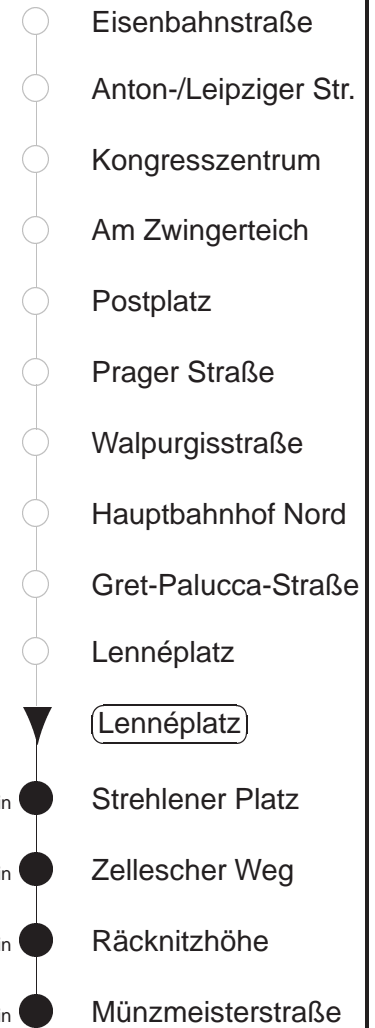 Eisenbahnstraße
Anton-/Leipziger Str.
Kongresszentrum
Am Zwingerteich
Postplatz
Prager Straße
Walpurgisstraße
Hauptbahnhof Nord
Gret-Palucca-Straße
Lennéplatz
Lennéplatz
Strehlener Platz
Zellescher Weg
Räcknitzhöhe
Münzmeisterstraße